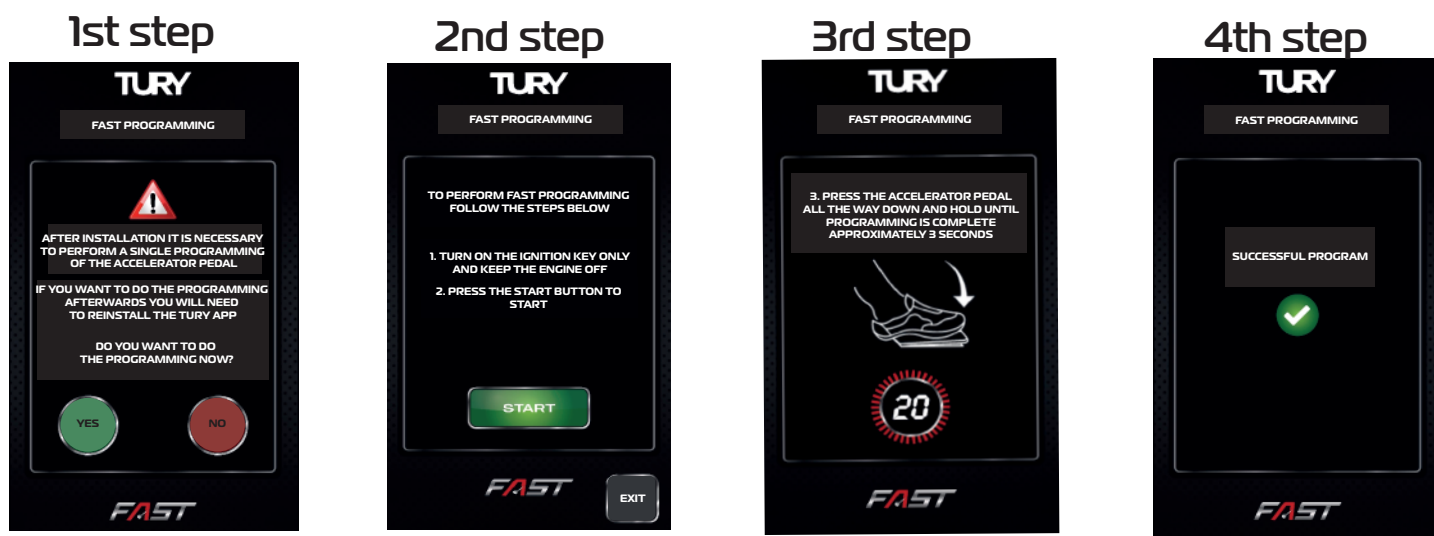 1st step
TURY
FAST PROGRAMMING
AFTER INSTALLATION IT IS NECESSARY
TO PERFORM A SINGLE PROGRAMMING
OF THE ACCELERATOR PEDAL
IF YOU WANT TO DO THE PROGRAMMING
AFTERWARDS YOU WILL NEED
TO REINSTALL THE TURY APP
DO YOU WANT TO DO
THE PROGRAMMING NOW?
YES
NO
FAST
2nd step
TURY
FAST PROGRAMMING
TO PERFORM FAST PROGRAMMING
FOLLOW THE STEPS BELOW
1. TURN ON THE IGNITION KEY ONLY
AND KEEP THE ENGINE OFF
2. PRESS THE START BUTTON TO
START
START
FAST
EXIT
3rd step
TURY
FAST PROGRAMMING
3. PRESS THE ACCELERATOR PEDAL
ALL THE WAY DOWN AND HOLD UNTIL
PROGRAMMING IS COMPLETE
APPROXIMATELY 3 SECONDS
20
FAST
4th step
TURY
FAST PROGRAMMING
SUCCESSFUL PROGRAM
FAST